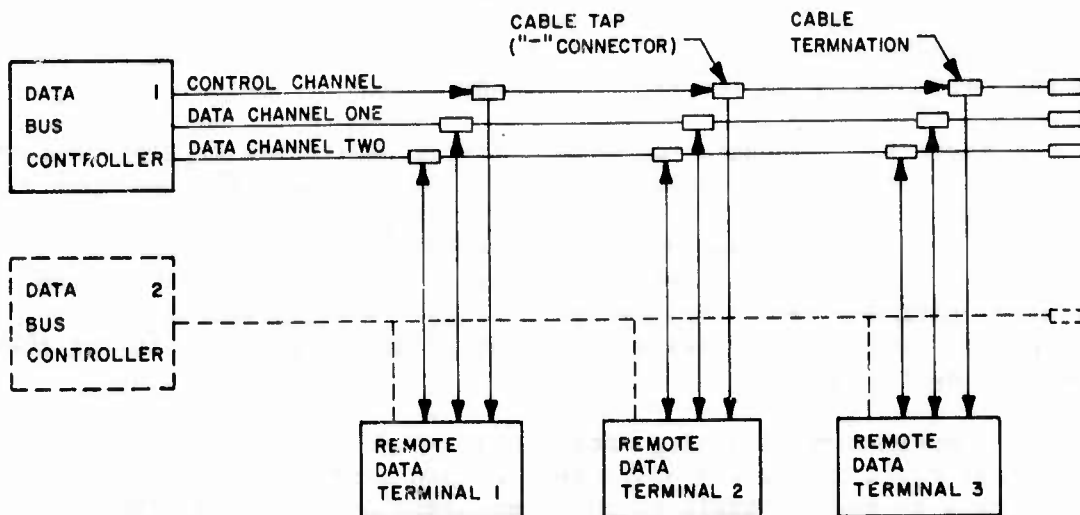 CABLE TAP
("-" CONNECTOR)
CABLE
TERMNATION
DATA 1
BUS
CONTROLLER
CONTROL CHANNEL
DATA CHANNEL ONE
DATA CHANNEL TWO
DATA 2
BUS
CONTROLLER
REMOTE
DATA
TERMINAL 1
REMOTE
DATA
TERMINAL 2
REMOTE
DATA
TERMINAL 3